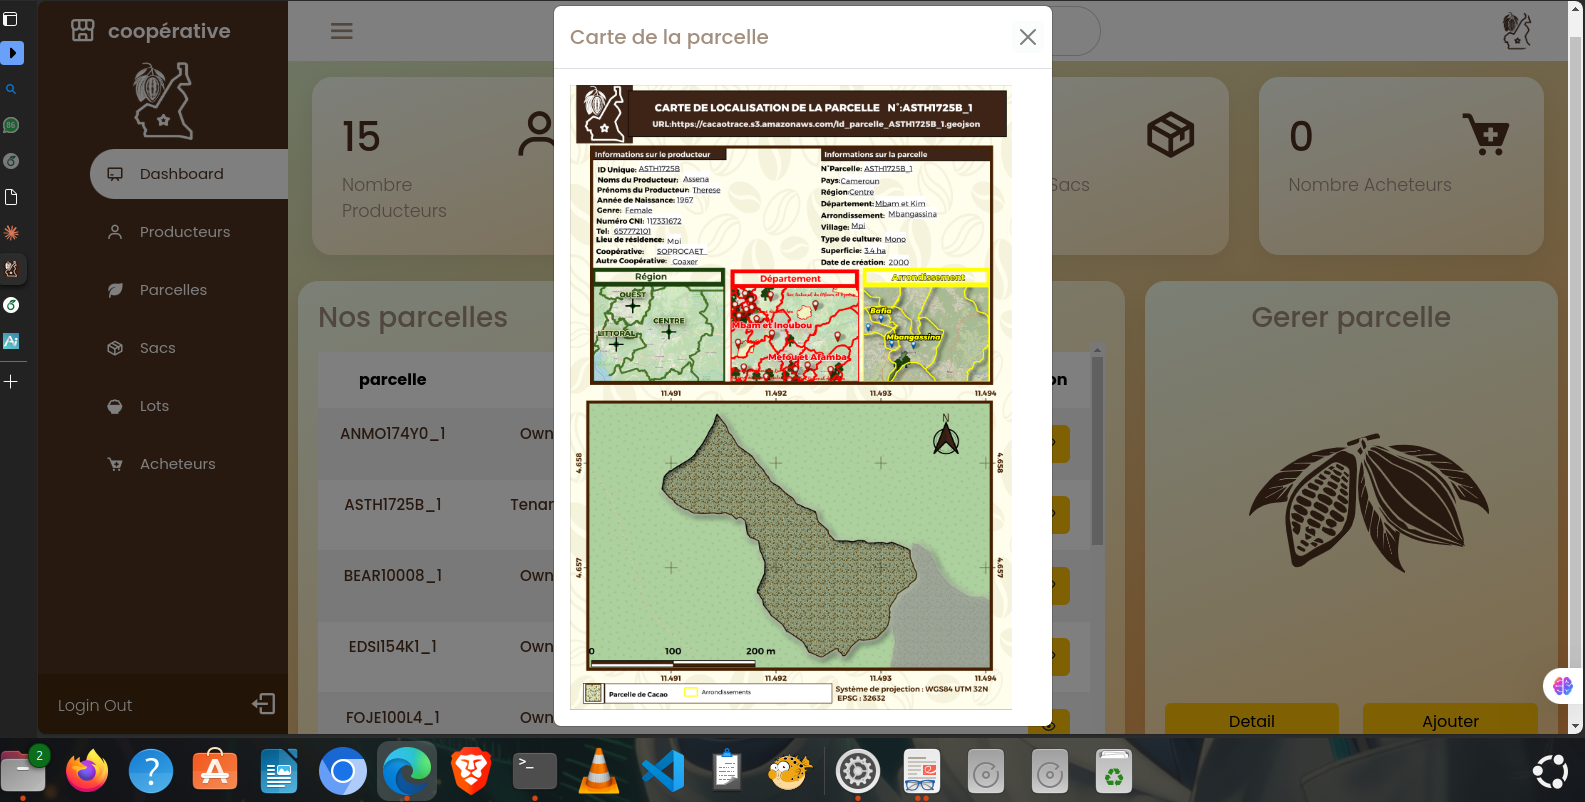 coopérative
Dashboard
Producteurs
Parcelles
Sacs
Lots
Acheteurs
Login Out
15
Nombre
Producteurs
Sacs
0
Nombre Acheteurs
Nos parcelles
parcelle
on
ANMO174Y0_1
Own
ASTH1725B_1
Tenar
BEAR10008_1
Own
EDSI154K1_1
Own
FOJE100L4_1
Own
Gerer parcelle
Detail
Ajouter
Carte de la parcelle
CARTE DE LOCALISATION DE LA PARCELLE N°:ASTH1725B_1
URL:https://cacaotrace.s3.amazonaws.com/Id_parcelle_ASTH1725B_1.geojson
Informations sur le producteur
ID Unique: ASTH1725B
Noms du Producteur: Assena
Prénoms du Producteur: Therese
Année de Naissance: 1967
Genre: Female
Numéro CNI: 117331672
Tel: 657772101
Lieu de résidence: Mpi
Coopérative: SOPROCAET
Autre Coopérative: Coaxer
Informations sur la parcelle
N°Parcelle: ASTH1725B_1
Pays:Cameroun
Région:Centre
Département:Mbam et Kim
Arrondissement: Mbangassina
Village: Mpi
Type de culture: Mono
Superficie: 3.4 ha
Date de création: 2000
Région
OUEST
CENTRE
LITTORAL
Département
Mbam et Inoubou
Mefou et Afamba
Arrondissement
Bafia
Mbangassina
11.491 11.492 11.493 11.494
N
4.658
4.658
4.657
4.657
0 100 200 m
11.491 11.492 11.493 11.494
Parcelle de Cacao
Arrondissements
Système de projection : WGS84 UTM 32N
EPSG : 32632
86
2